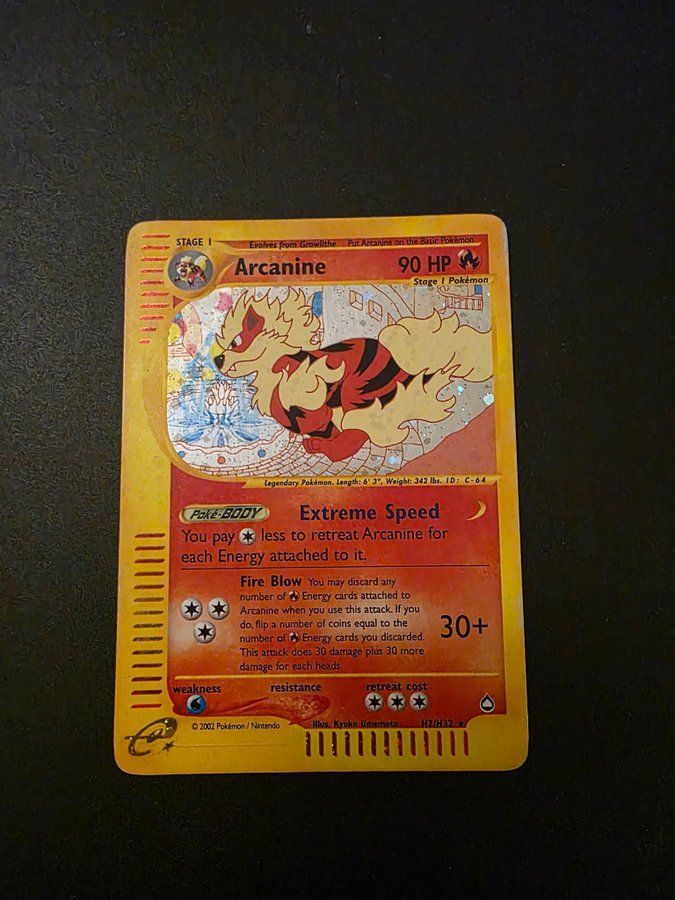 STAGE 1 Evolves from Growlithe Put Arcanine on the Basic Pokémon
Arcanine 90 HP
Stage 1 Pokémon
Legendary Pokémon. Length: 6' 3", Weight: 342 lbs. ID: C-64
Poké-BODY Extreme Speed
You pay less to retreat Arcanine for
each Energy attached to it.
Fire Blow You may discard any
number of Energy cards attached to
Arcanine when you use this attack. If you
do, flip a number of coins equal to the
number of Energy cards you discarded.
This attack does 30 damage plus 30 more
damage for each heads.
30+
weakness resistance retreat cost
© 2002 Pokémon / Nintendo Illus. Kyoko Umemoto H2/H32 ★
e